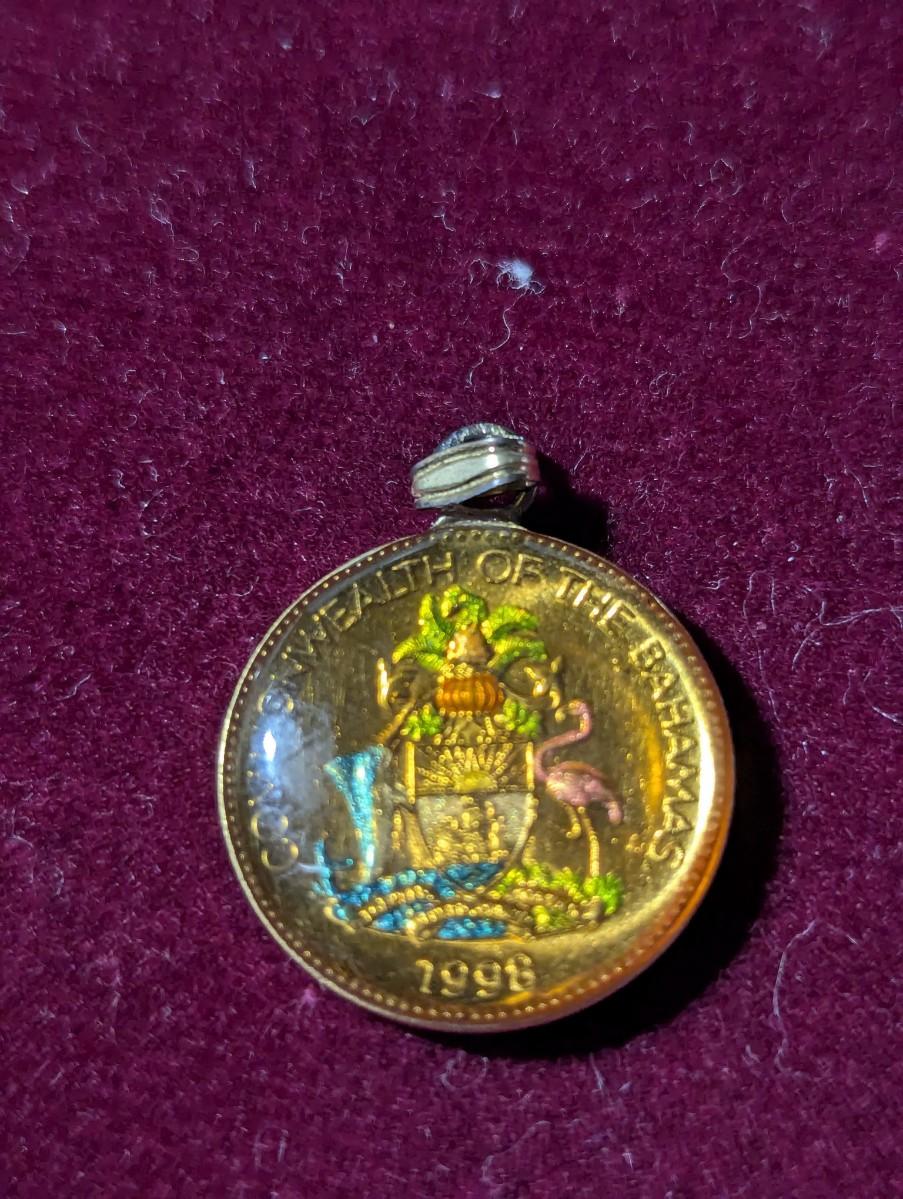 COMMONWEALTH OF THE BAHAMAS
1998